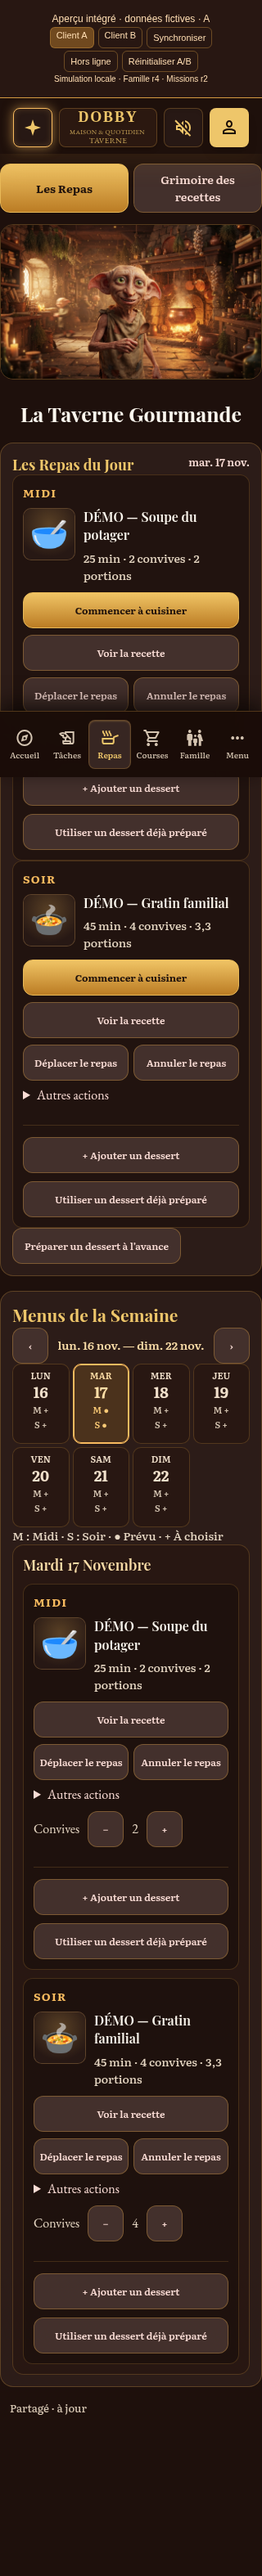 Aperçu intégré · données fictives · A
Client A
Client B
Synchroniser
Hors ligne
Réinitialiser A/B
Simulation locale · Famille r4 · Missions r2
DOBBY
MAISON & QUOTIDIEN
TAVERNE
Les Repas
Grimoire des
recettes
La Taverne Gourmande
Les Repas du Jour
mar. 17 nov.
MIDI
DÉMO — Soupe du
potager
25 min · 2 convives · 2
portions
Commencer à cuisiner
Voir la recette
Déplacer le repas
Annuler le repas
Accueil
Tâches
Repas
Courses
Famille
Menu
+ Ajouter un dessert
Utiliser un dessert déjà préparé
SOIR
DÉMO — Gratin familial
45 min · 4 convives · 3,3
portions
Commencer à cuisiner
Voir la recette
Déplacer le repas
Annuler le repas
▶ Autres actions
+ Ajouter un dessert
Utiliser un dessert déjà préparé
Préparer un dessert à l'avance
Menus de la Semaine
‹
lun. 16 nov. — dim. 22 nov.
›
LUN
16
M +
S +
MAR
17
M ●
S ●
MER
18
M +
S +
JEU
19
M +
S +
VEN
20
M +
S +
SAM
21
M +
S +
DIM
22
M +
S +
M : Midi · S : Soir · ● Prévu · + À choisir
Mardi 17 Novembre
MIDI
DÉMO — Soupe du
potager
25 min · 2 convives · 2
portions
Voir la recette
Déplacer le repas
Annuler le repas
▶ Autres actions
Convives − 2 +
+ Ajouter un dessert
Utiliser un dessert déjà préparé
SOIR
DÉMO — Gratin
familial
45 min · 4 convives · 3,3
portions
Voir la recette
Déplacer le repas
Annuler le repas
▶ Autres actions
Convives − 4 +
+ Ajouter un dessert
Utiliser un dessert déjà préparé
Partagé · à jour